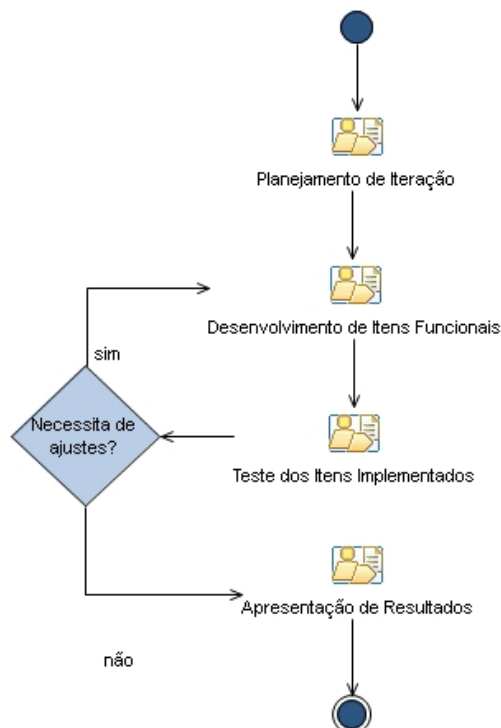 Planejamento de Iteração
Desenvolvimento de Itens Funcionais
sim
Necessita de
ajustes?
Teste dos Itens Implementados
Apresentação de Resultados
não